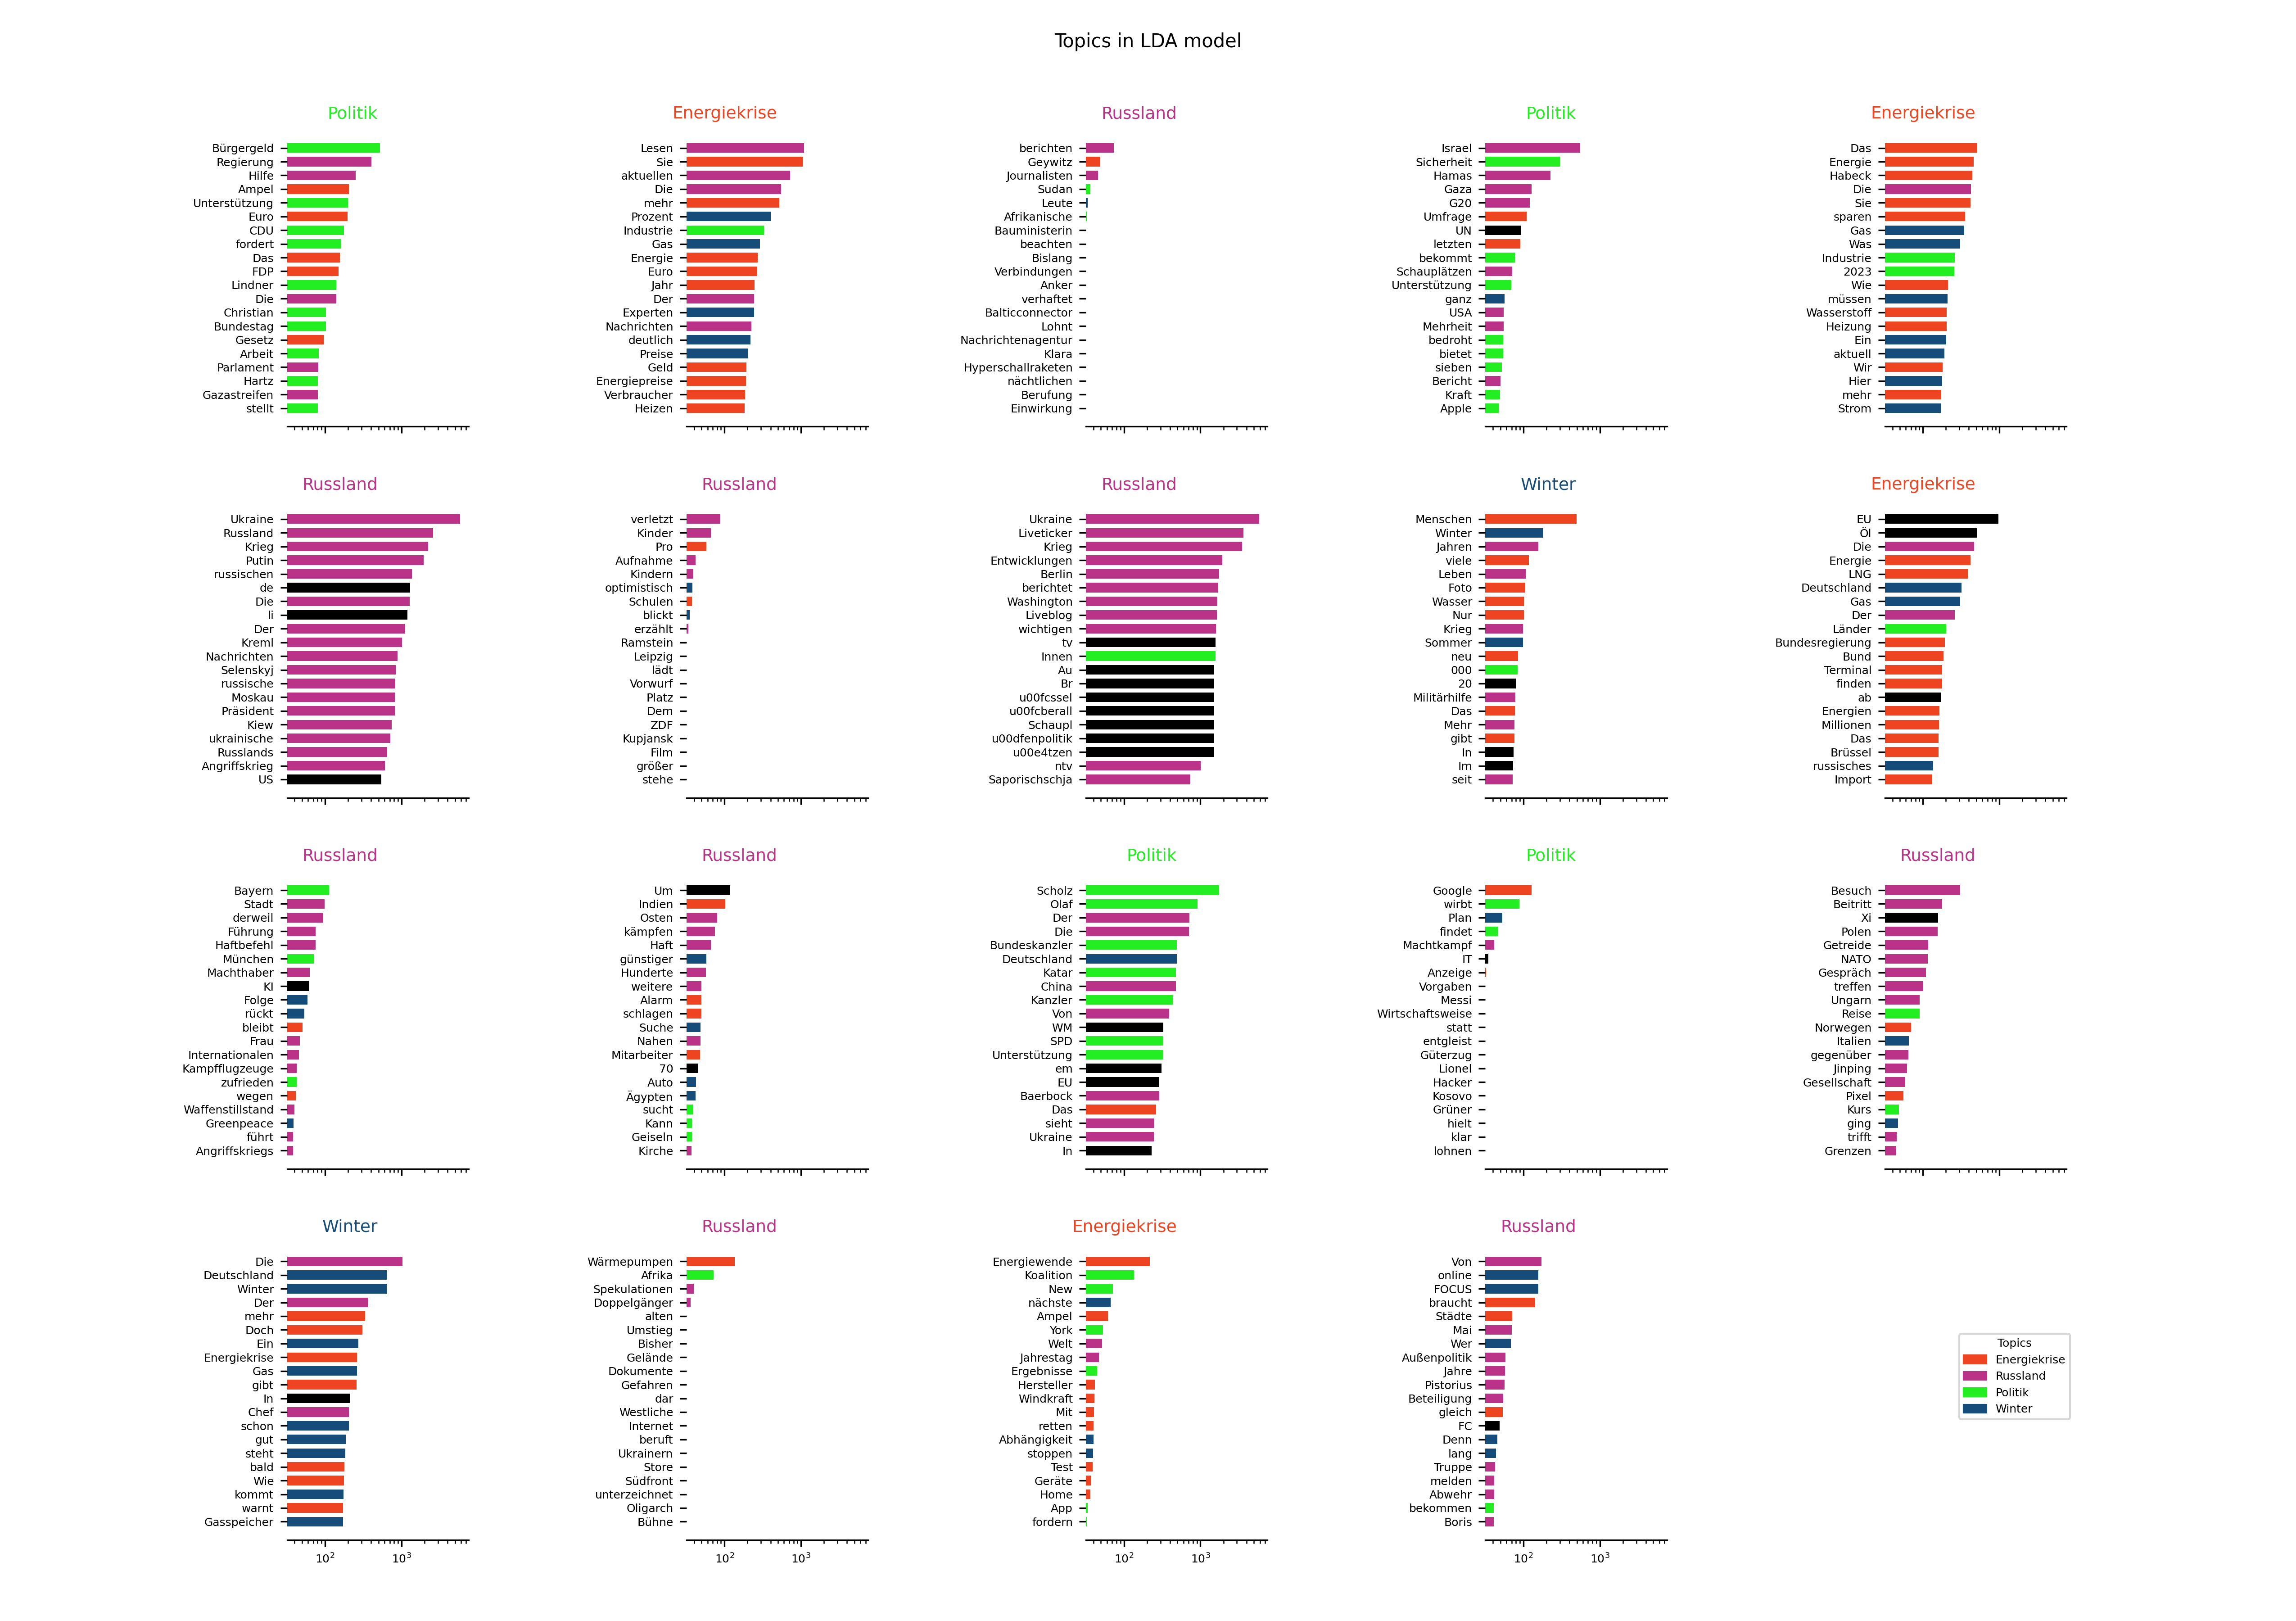 Topics in LDA model
Politik
Bürgergeld
Regierung
Hilfe
Ampel
Unterstützung
Euro
CDU
fordert
Das
FDP
Lindner
Die
Christian
Bundestag
Gesetz
Arbeit
Parlament
Hartz
Gazastreifen
stellt
Energiekrise
Lesen
Sie
aktuellen
Die
mehr
Prozent
Industrie
Gas
Energie
Euro
Jahr
Der
Experten
Nachrichten
deutlich
Preise
Geld
Energiepreise
Verbraucher
Heizen
Russland
berichten
Geywitz
Journalisten
Sudan
Leute
Afrikanische
Bauministerin
beachten
Bislang
Verbindungen
Anker
verhaftet
Balticconnector
Lohnt
Nachrichtenagentur
Klara
Hyperschallraketen
nächtlichen
Berufung
Einwirkung
Politik
Israel
Sicherheit
Hamas
Gaza
G20
Umfrage
UN
letzten
bekommt
Schauplätzen
Unterstützung
ganz
USA
Mehrheit
bedroht
bietet
sieben
Bericht
Kraft
Apple
Energiekrise
Das
Energie
Habeck
Die
Sie
sparen
Gas
Was
Industrie
2023
Wie
müssen
Wasserstoff
Heizung
Ein
aktuell
Wir
Hier
mehr
Strom
Russland
Ukraine
Russland
Krieg
Putin
russischen
de
Die
li
Der
Kreml
Nachrichten
Selenskyj
russische
Moskau
Präsident
Kiew
ukrainische
Russlands
Angriffskrieg
US
Russland
verletzt
Kinder
Pro
Aufnahme
Kindern
optimistisch
Schulen
blickt
erzählt
Ramstein
Leipzig
lädt
Vorwurf
Platz
Dem
ZDF
Kupjansk
Film
größer
stehe
Russland
Ukraine
Liveticker
Krieg
Entwicklungen
Berlin
berichtet
Washington
Liveblog
wichtigen
tv
Innen
Au
Br
u00fcssel
u00fcberall
Schaupl
u00dfenpolitik
u00e4tzen
ntv
Saporischschja
Winter
Menschen
Winter
Jahren
viele
Leben
Foto
Wasser
Nur
Krieg
Sommer
neu
000
20
Militärhilfe
Das
Mehr
gibt
In
Im
seit
Energiekrise
EU
Öl
Die
Energie
LNG
Deutschland
Gas
Der
Länder
Bundesregierung
Bund
Terminal
finden
ab
Energien
Millionen
Das
Brüssel
russisches
Import
Russland
Bayern
Stadt
derweil
Führung
Haftbefehl
München
Machthaber
KI
Folge
rückt
bleibt
Frau
Internationalen
Kampfflugzeuge
zufrieden
wegen
Waffenstillstand
Greenpeace
führt
Angriffskriegs
Russland
Um
Indien
Osten
kämpfen
Haft
günstiger
Hunderte
weitere
Alarm
schlagen
Suche
Nahen
Mitarbeiter
70
Auto
Ägypten
sucht
Kann
Geiseln
Kirche
Politik
Scholz
Olaf
Der
Die
Bundeskanzler
Deutschland
Katar
China
Kanzler
Von
WM
SPD
Unterstützung
em
EU
Baerbock
Das
sieht
Ukraine
In
Politik
Google
wirbt
Plan
findet
Machtkampf
IT
Anzeige
Vorgaben
Messi
Wirtschaftsweise
statt
entgleist
Güterzug
Lionel
Hacker
Kosovo
Grüner
hielt
klar
lohnen
Russland
Besuch
Beitritt
Xi
Polen
Getreide
NATO
Gespräch
treffen
Ungarn
Reise
Norwegen
Italien
gegenüber
Jinping
Gesellschaft
Pixel
Kurs
ging
trifft
Grenzen
Winter
Die
Deutschland
Winter
Der
mehr
Doch
Ein
Energiekrise
Gas
gibt
In
Chef
schon
gut
steht
bald
Wie
kommt
warnt
Gasspeicher
10² 10³
Russland
Wärmepumpen
Afrika
Spekulationen
Doppelgänger
alten
Umstieg
Bisher
Gelände
Dokumente
Gefahren
dar
Westliche
Internet
beruft
Ukrainern
Store
Südfront
unterzeichnet
Oligarch
Bühne
10² 10³
Energiekrise
Energiewende
Koalition
New
nächste
Ampel
York
Welt
Jahrestag
Ergebnisse
Hersteller
Windkraft
Mit
retten
Abhängigkeit
stoppen
Test
Geräte
Home
App
fordern
10² 10³
Russland
Von
online
FOCUS
braucht
Städte
Mai
Wer
Außenpolitik
Jahre
Pistorius
Beteiligung
gleich
FC
Denn
lang
Truppe
melden
Abwehr
bekommen
Boris
10² 10³
Topics
Energiekrise
Russland
Politik
Winter